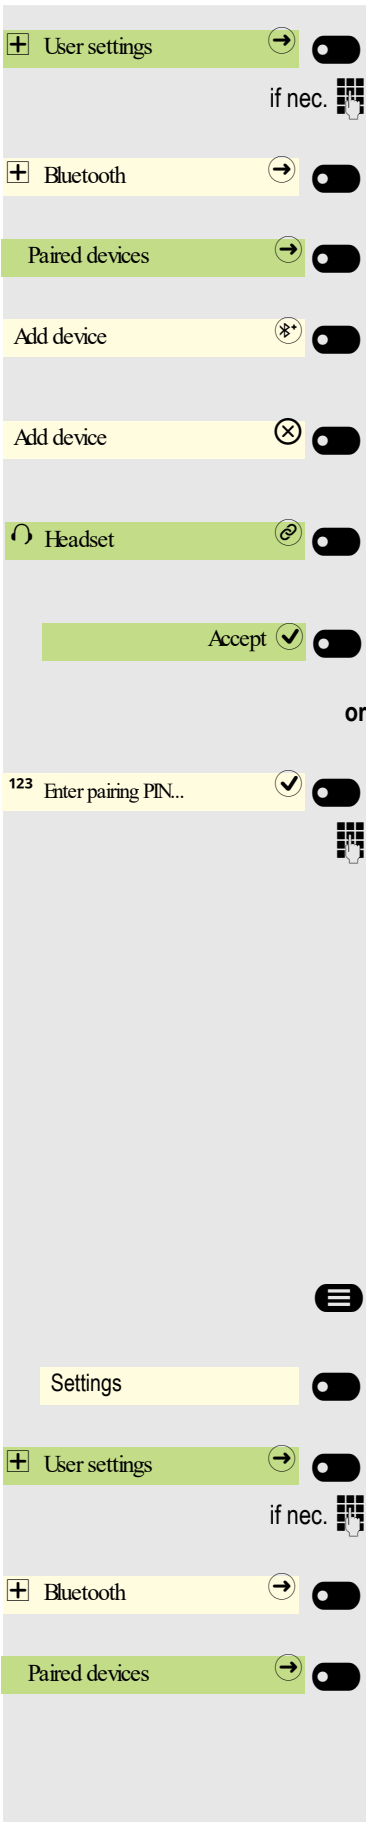 User settings
if nec.
Bluetooth
Paired devices
Add device
Add device
Headset
Accept
or
123 Enter pairing PIN...
Settings
User settings
if nec.
Bluetooth
Paired devices